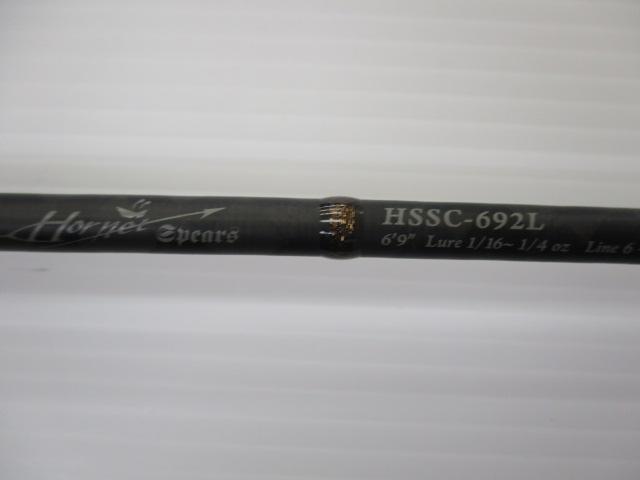 Hornet Spears
HSSC-692L
6'9" Lure 1/16~ 1/4 oz Line 6